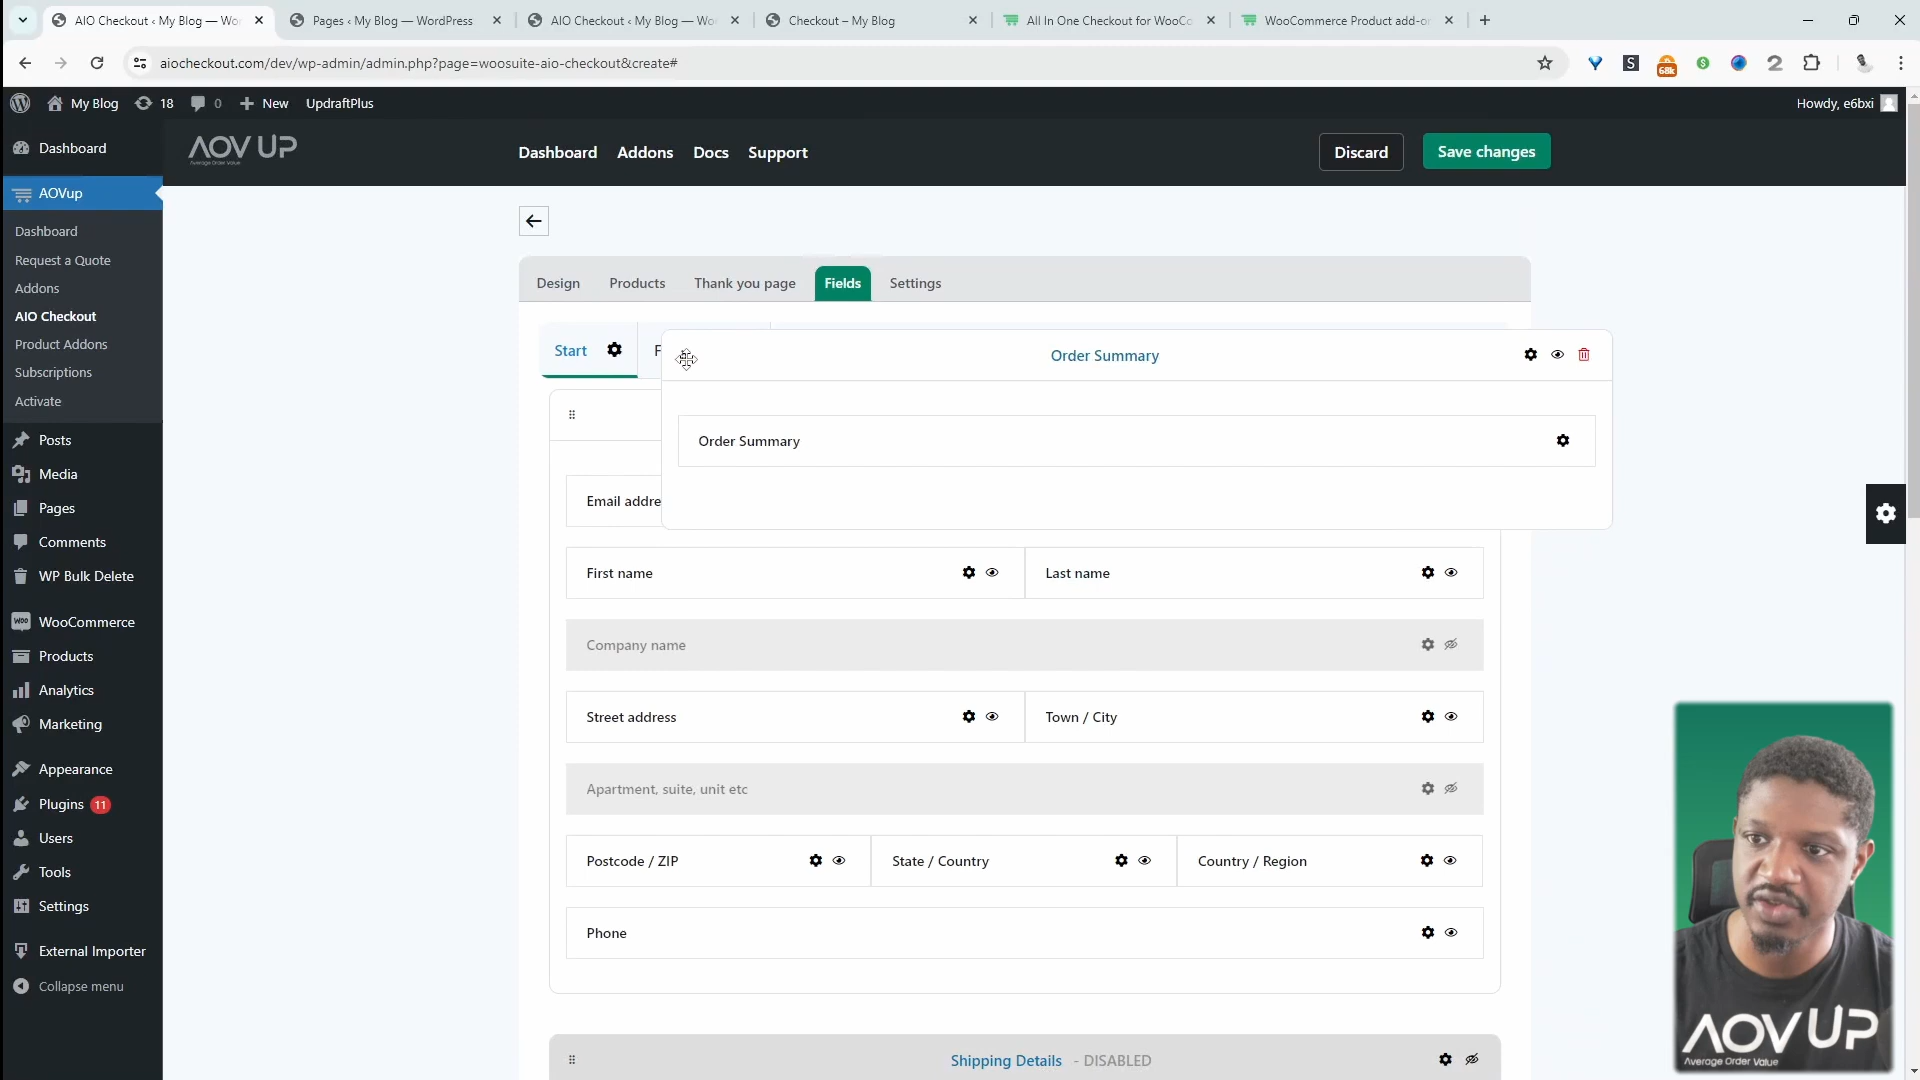 AIO Checkout ‹ My Blog — Wo
Pages ‹ My Blog — WordPress
AIO Checkout ‹ My Blog — Wo
Checkout – My Blog
All In One Checkout for WooCo
WooCommerce Product add-o
aiocheckout.com/dev/wp-admin/admin.php?page=woosuite-aio-checkout&create#
S
68k
My Blog
18
0
New
UpdraftPlus
Howdy, e6bxi
AOV UP
Average Order Value
Dashboard
Addons
Docs
Support
Discard
Save changes
Dashboard
AOVup
Dashboard
Request a Quote
Addons
AIO Checkout
Product Addons
Subscriptions
Activate
Posts
Media
Pages
Comments
WP Bulk Delete
WooCommerce
Products
Analytics
Marketing
Appearance
Plugins 11
Users
Tools
Settings
External Importer
Collapse menu
Design
Products
Thank you page
Fields
Settings
Start
F
Order Summary
Order Summary
Email addre
First name
Last name
Company name
Street address
Town / City
Apartment, suite, unit etc
Postcode / ZIP
State / Country
Country / Region
Phone
Shipping Details - DISABLED
AOV UP
Average Order Value